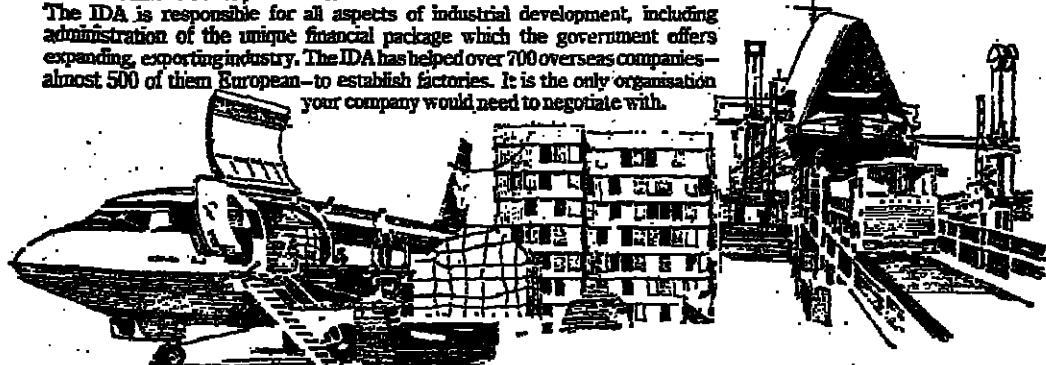 The IDA is responsible for all aspects of industrial development, including
administration of the unique financial package which the government offers
expanding, exporting industry. The IDA has helped over 700 overseas companies—
almost 500 of them European—to establish factories. It is the only organisation
your company would need to negotiate with.